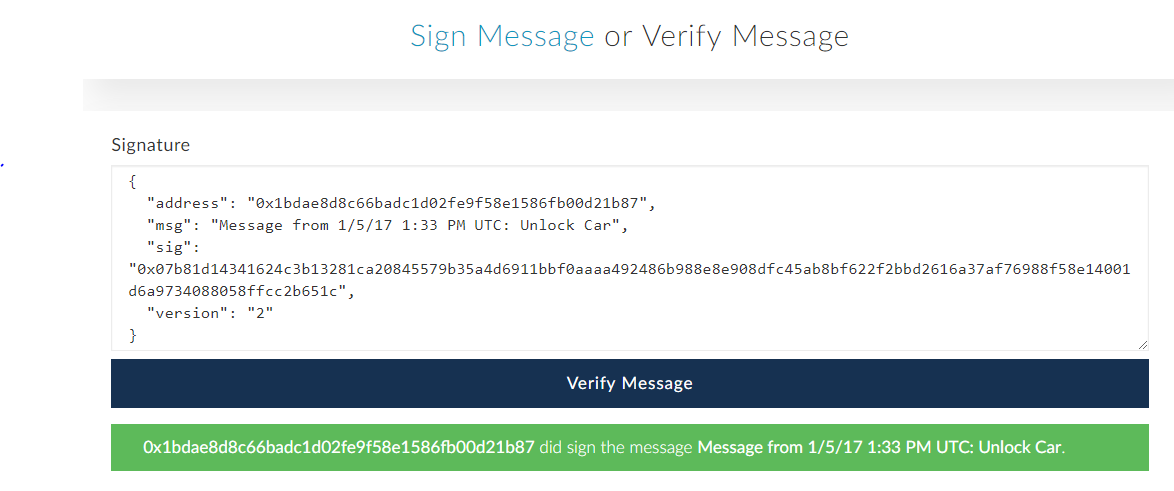 Sign Message or Verify Message
Signature
{
"address": "0x1bdae8d8c66badc1d02fe9f58e1586fb00d21b87",
"msg": "Message from 1/5/17 1:33 PM UTC: Unlock Car",
"sig":
"0x07b81d14341624c3b13281ca20845579b35a4d6911bbf0aaaa492486b988e8e908dfc45ab8bf622f2bbd2616a37af76988f58e14001
d6a9734088058ffcc2b651c",
"version": "2"
}
Verify Message
0x1bdae8d8c66badc1d02fe9f58e1586fb00d21b87 did sign the message Message from 1/5/17 1:33 PM UTC: Unlock Car.